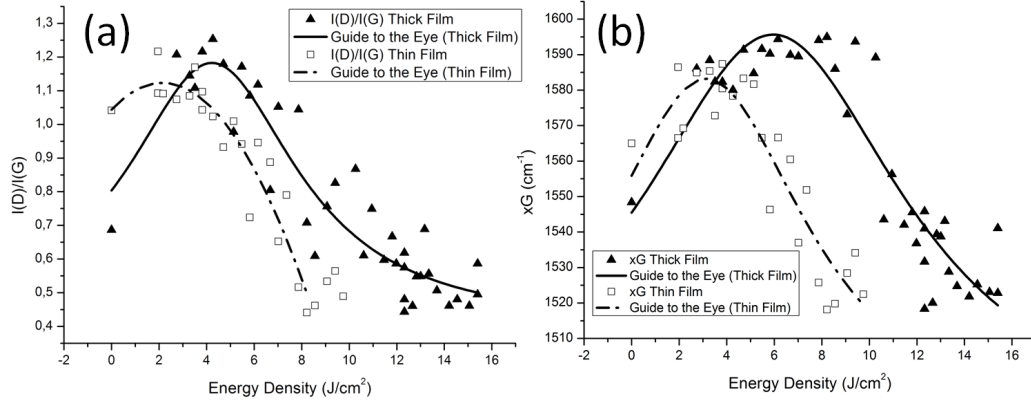 (a)
I(D)/I(G) Thick Film
Guide to the Eye (Thick Film)
I(D)/I(G) Thin Film
Guide to the Eye (Thin Film)
1,3
1,2
1,1
1,0
0,9
0,8
0,7
0,6
0,5
0,4
I(D)/I(G)
-2 0 2 4 6 8 10 12 14 16
Energy Density (J/cm²)
(b)
1600
1590
1580
1570
1560
1550
1540
1530
1520
1510
xG (cm⁻¹)
xG Thick Film
Guide to the Eye (Thick Film)
xG Thin Film
Guide to the Eye (Thin Film)
-2 0 2 4 6 8 10 12 14 16
Energy Density (J/cm²)